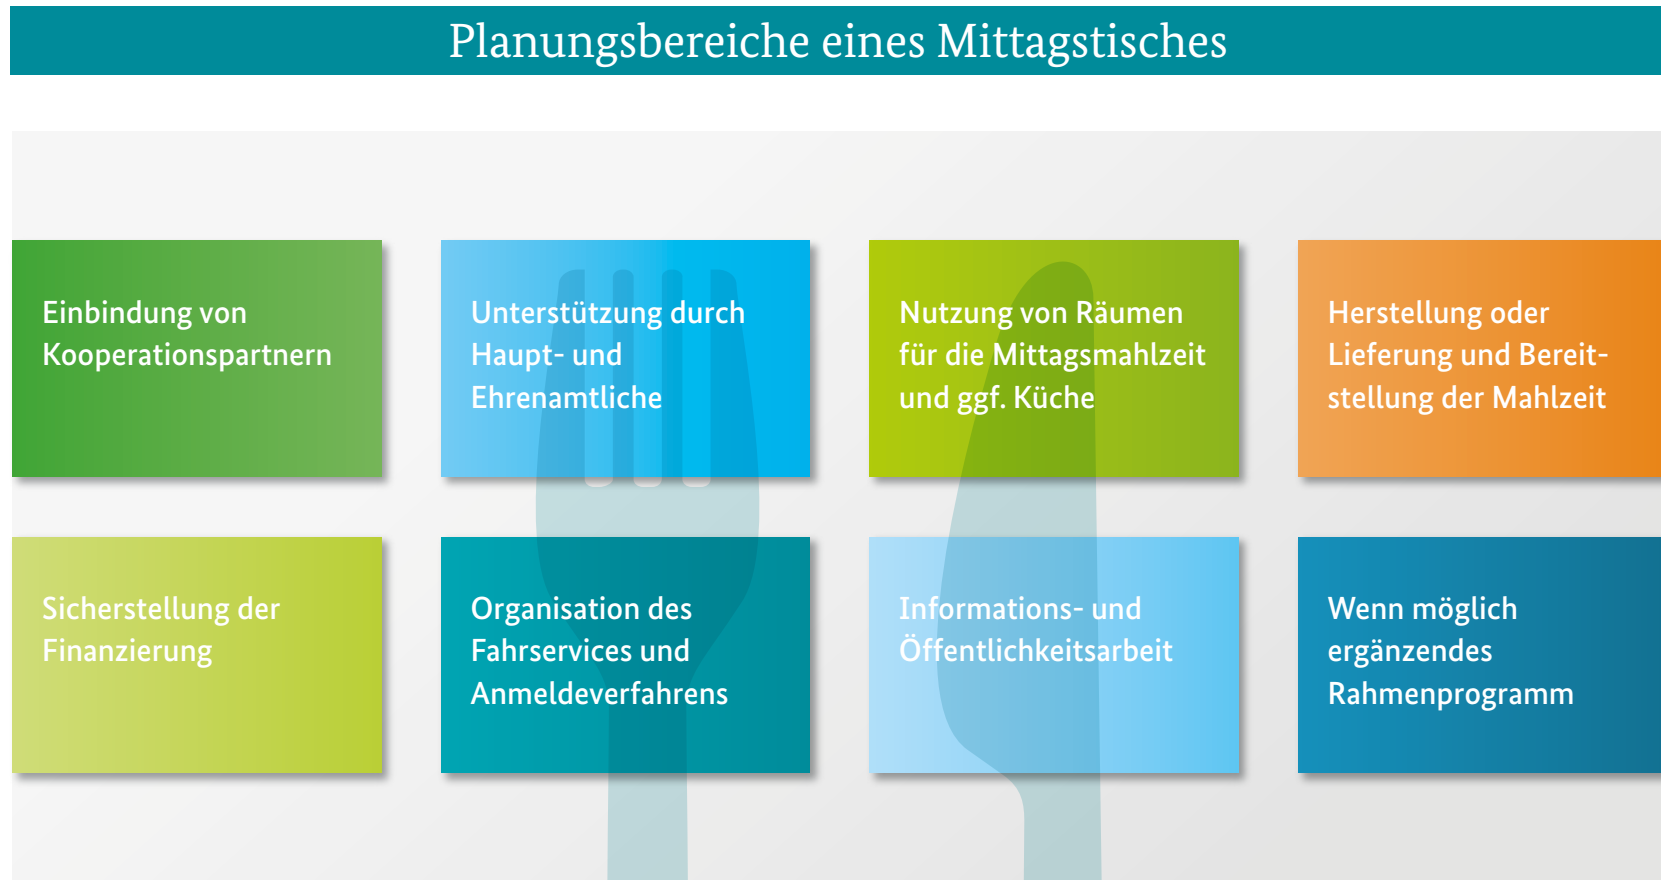 Planungsbereiche eines Mittagstisches
Einbindung von
Kooperationspartnern
Unterstützung durch
Haupt- und
Ehrenamtliche
Nutzung von Räumen
für die Mittagsmahlzeit
und ggf. Küche
Herstellung oder
Lieferung und Bereit-
stellung der Mahlzeit
Sicherstellung der
Finanzierung
Organisation des
Fahrservices und
Anmeldeverfahrens
Informations- und
Öffentlichkeitsarbeit
Wenn möglich
ergänzendes
Rahmenprogramm